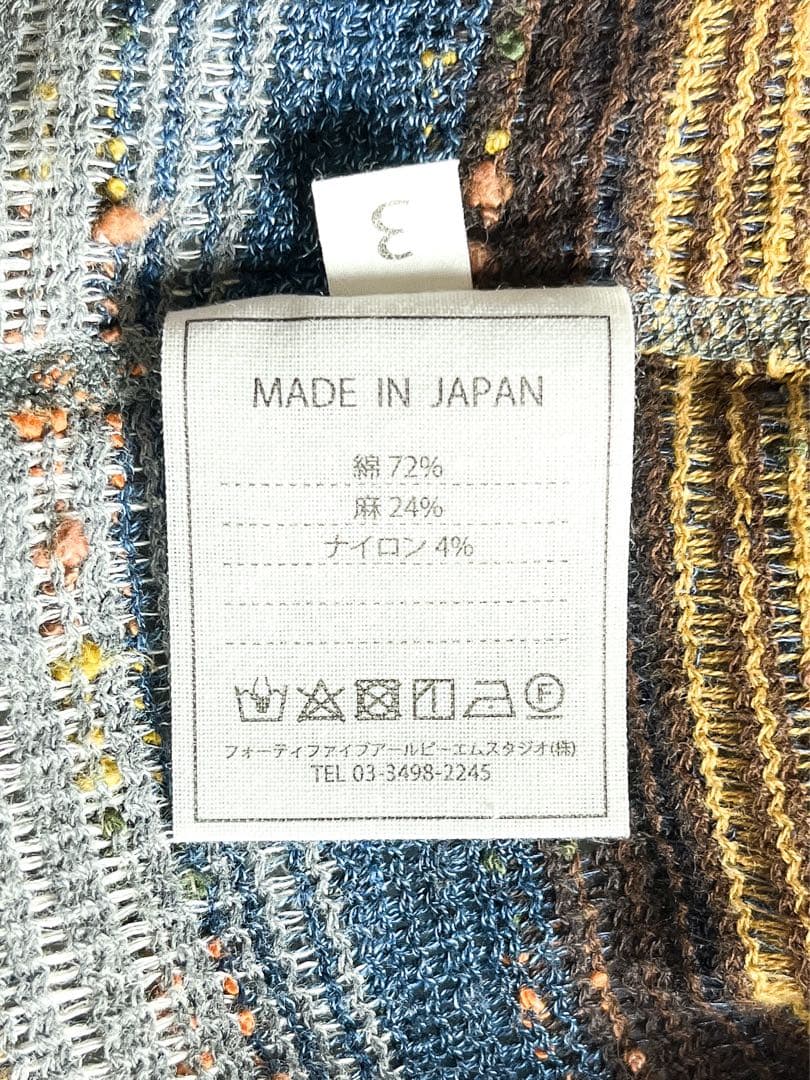 3
MADE IN JAPAN
綿 72%
麻 24%
ナイロン 4%
F
フォーティファイブアールピーエムスタジオ(株)
TEL 03-3498-2245